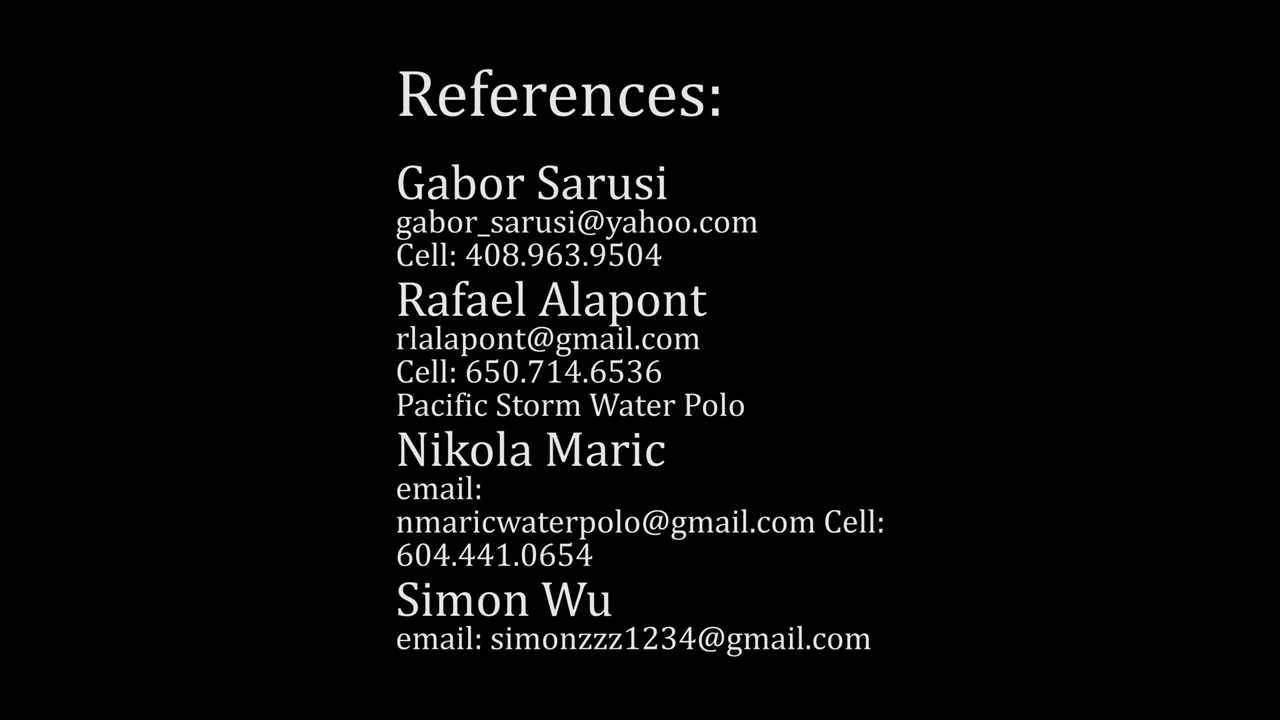 References:
Gabor Sarusi
gabor_sarusi@yahoo.com
Cell: 408.963.9504
Rafael Alapont
rlalapont@gmail.com
Cell: 650.714.6536
Pacific Storm Water Polo
Nikola Maric
email:
nmaricwaterpolo@gmail.com Cell:
604.441.0654
Simon Wu
email: simonzzz1234@gmail.com